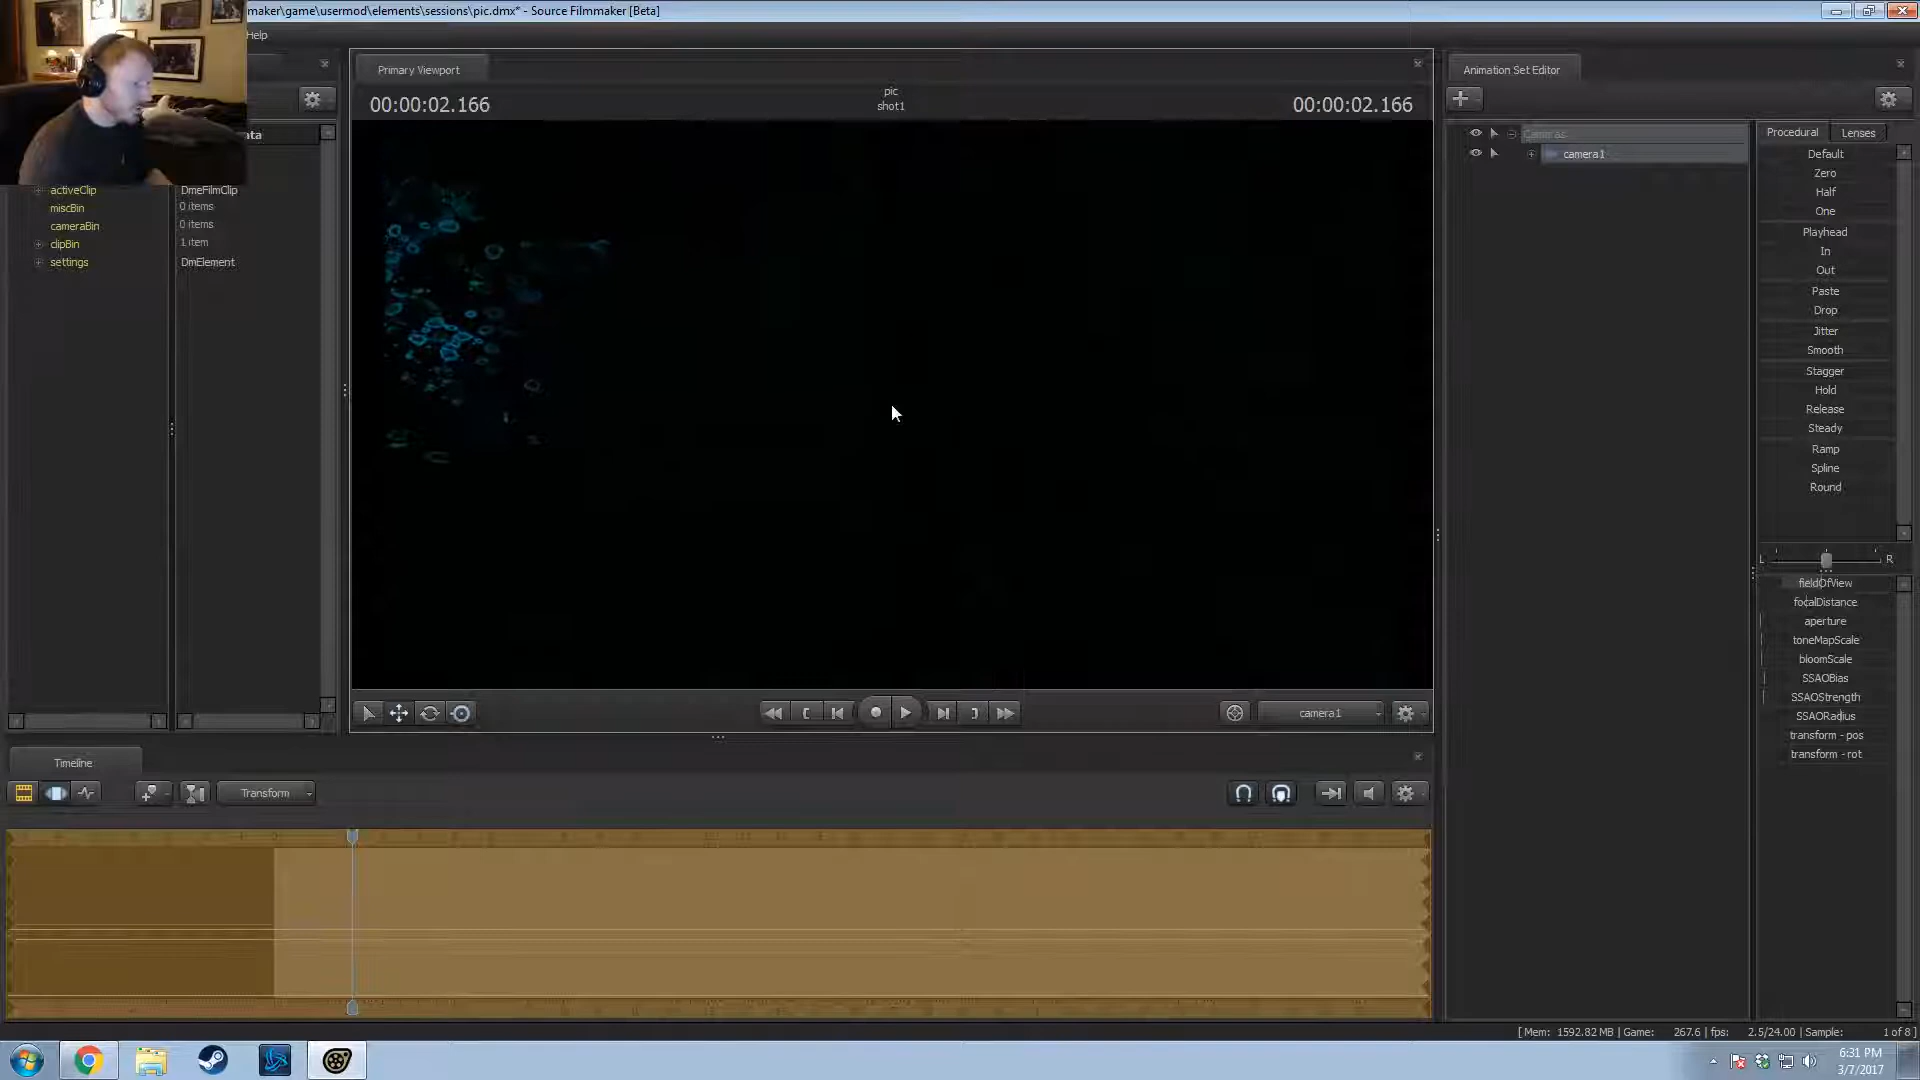 maker\game\usermod\elements\sessions\pic.dmx* - Source Filmmaker [Beta]
Help
Primary Viewport
Animation Set Editor
00:00:02.166
pic
shot1
00:00:02.166
ata
activeClip
DmeFilmClip
miscBin
0 items
cameraBin
0 items
clipBin
1 item
settings
DmElement
Cameras
camera1
Procedural
Lenses
Default
Zero
Half
One
Playhead
In
Out
Paste
Drop
Jitter
Smooth
Stagger
Hold
Release
Steady
Ramp
Spline
Round
L
R
fieldOfView
focalDistance
aperture
toneMapScale
bloomScale
SSAOBias
SSAOStrength
SSAORadius
transform - pos
transform - rot
camera1
Timeline
Transform
[ Mem: 1592.82 MB | Game: 267.6 | fps: 2.5/24.00 | Sample: 1 of 8 ]
6:31 PM
3/7/2017